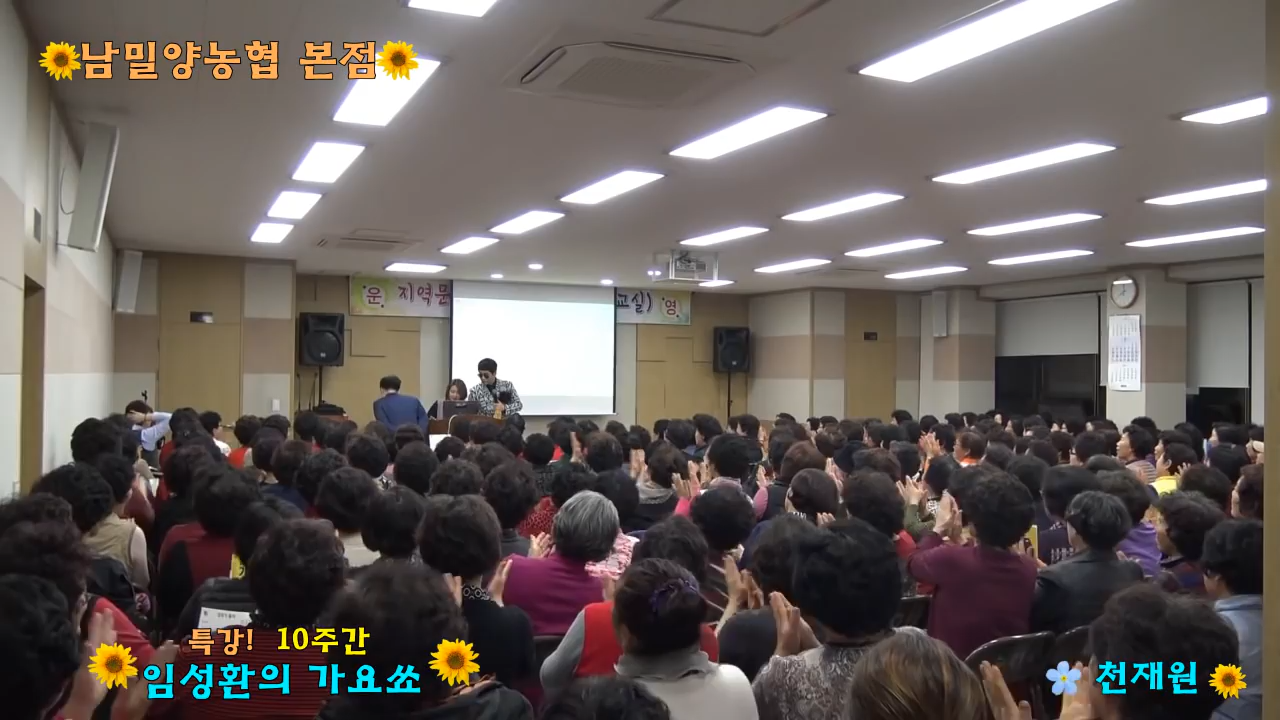 남밀양농협 본점
운 지역문
교실) 영
특강! 10주간
임성환의 가요쑈
천재원